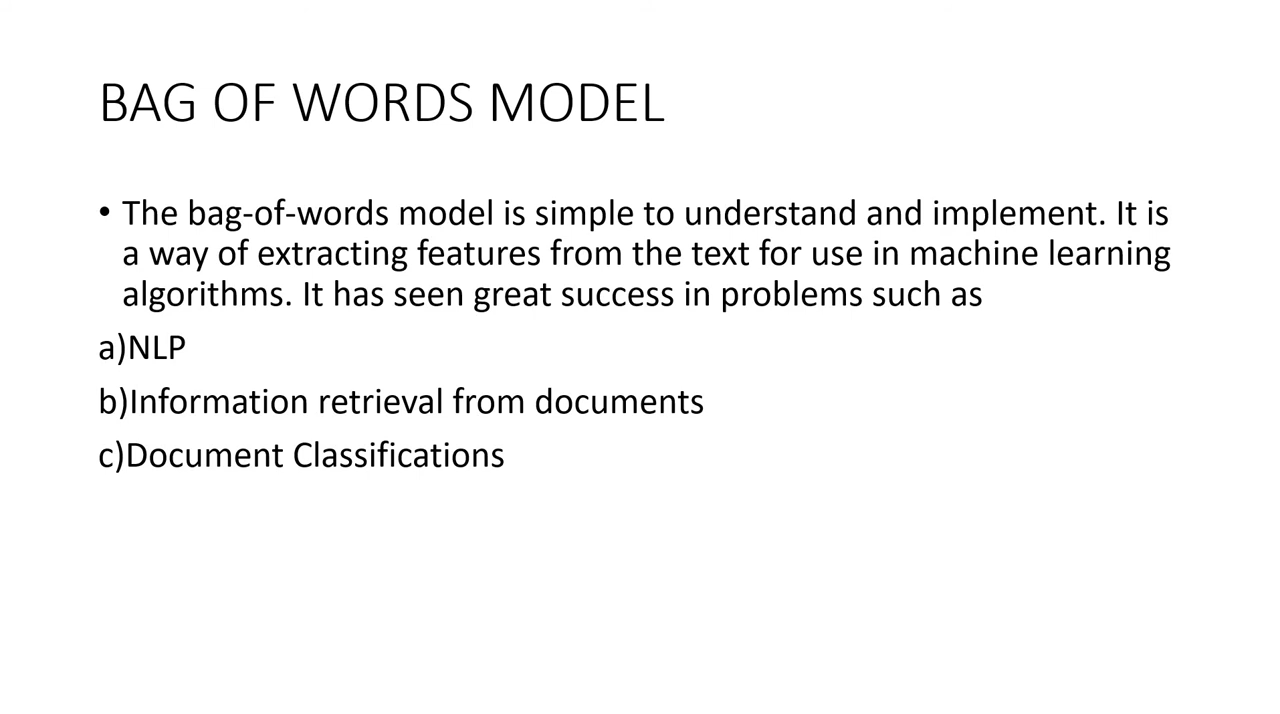 BAG OF WORDS MODEL
• The bag-of-words model is simple to understand and implement. It is
a way of extracting features from the text for use in machine learning
algorithms. It has seen great success in problems such as
a)NLP
b)Information retrieval from documents
c)Document Classifications